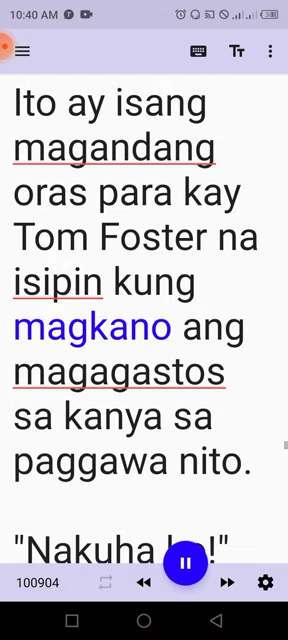 10:40 AM
Ito ay isang
magandang
oras para kay
Tom Foster na
isipin kung
magkano ang
magagastos
sa kanya sa
paggawa nito.
"Nakuha
100904